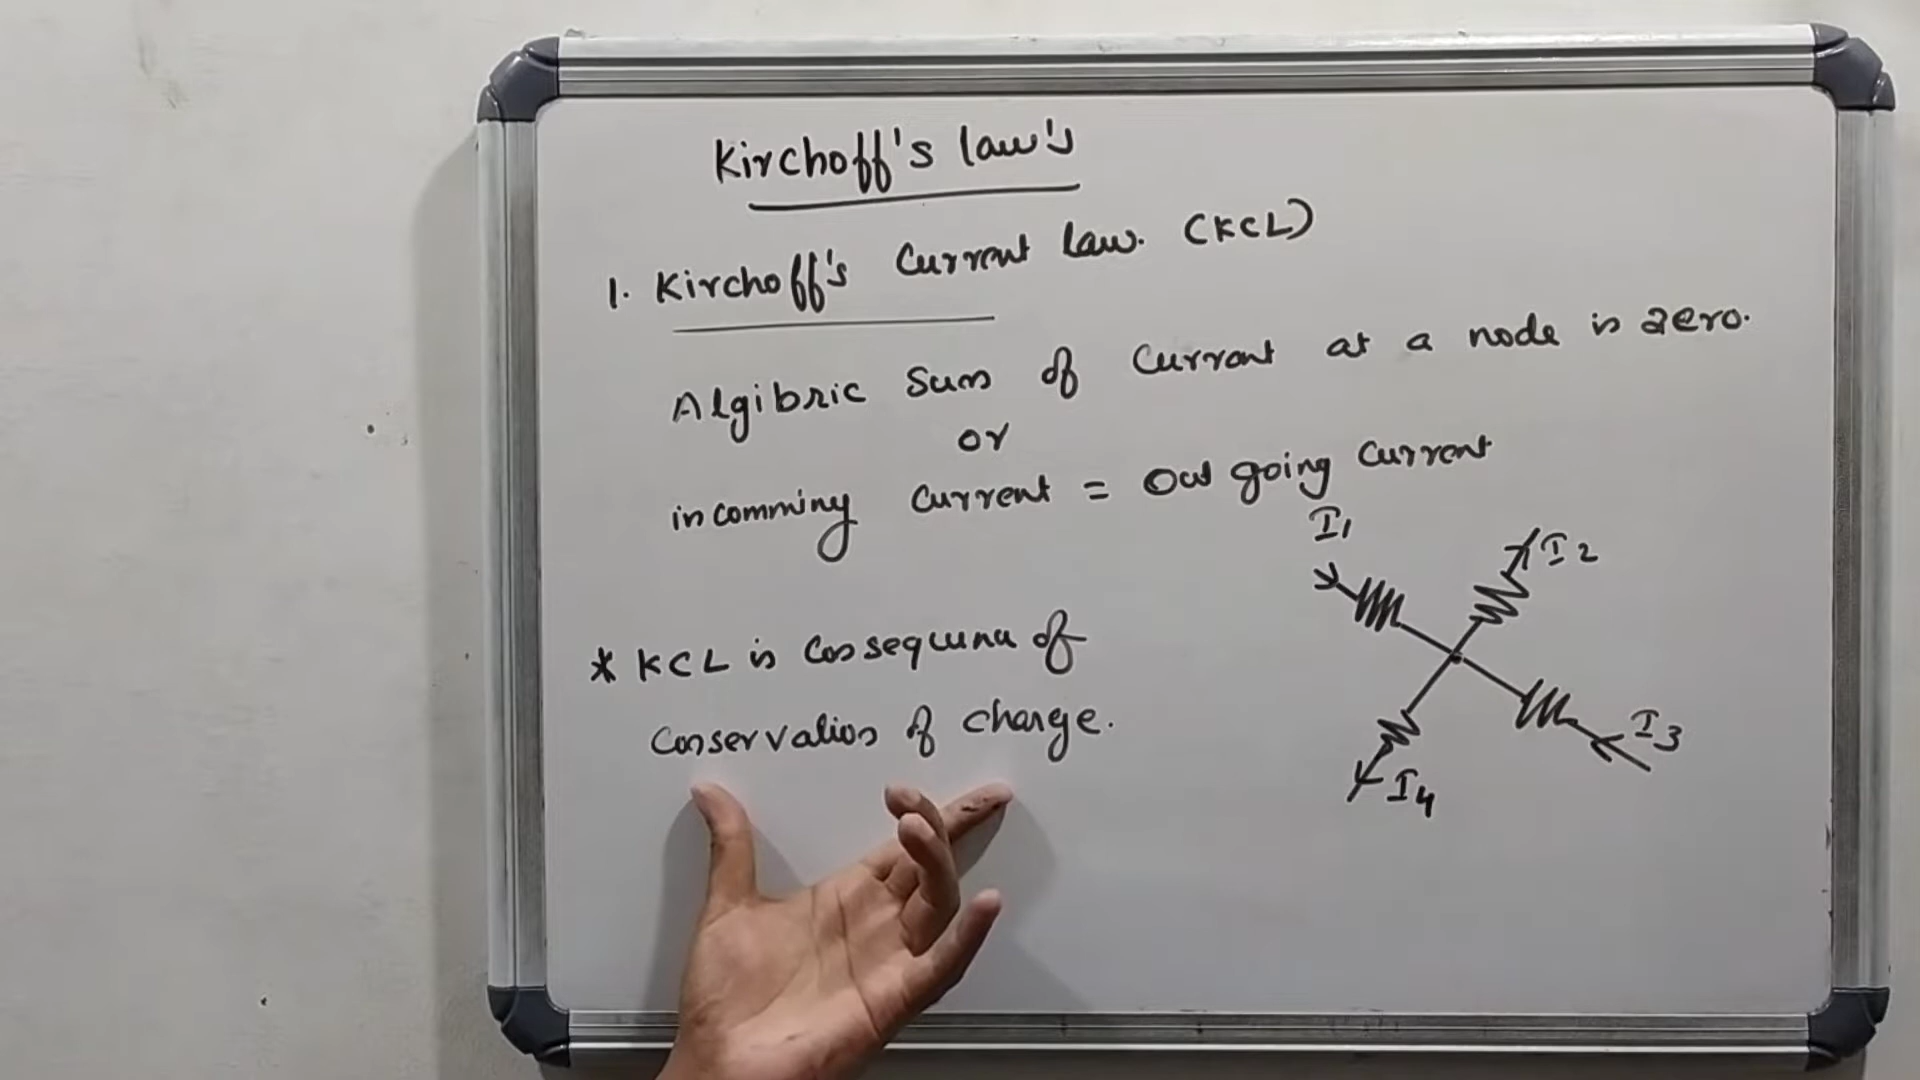 Kirchoff's law's
1. Kirchoff's Current law. (KCL)
Algibric Sum of Current at a node is zero.
or
incomming Current = Out going Current
I1
I2
* KCL is Consequence of
Conservation of Charge.
I3
I4